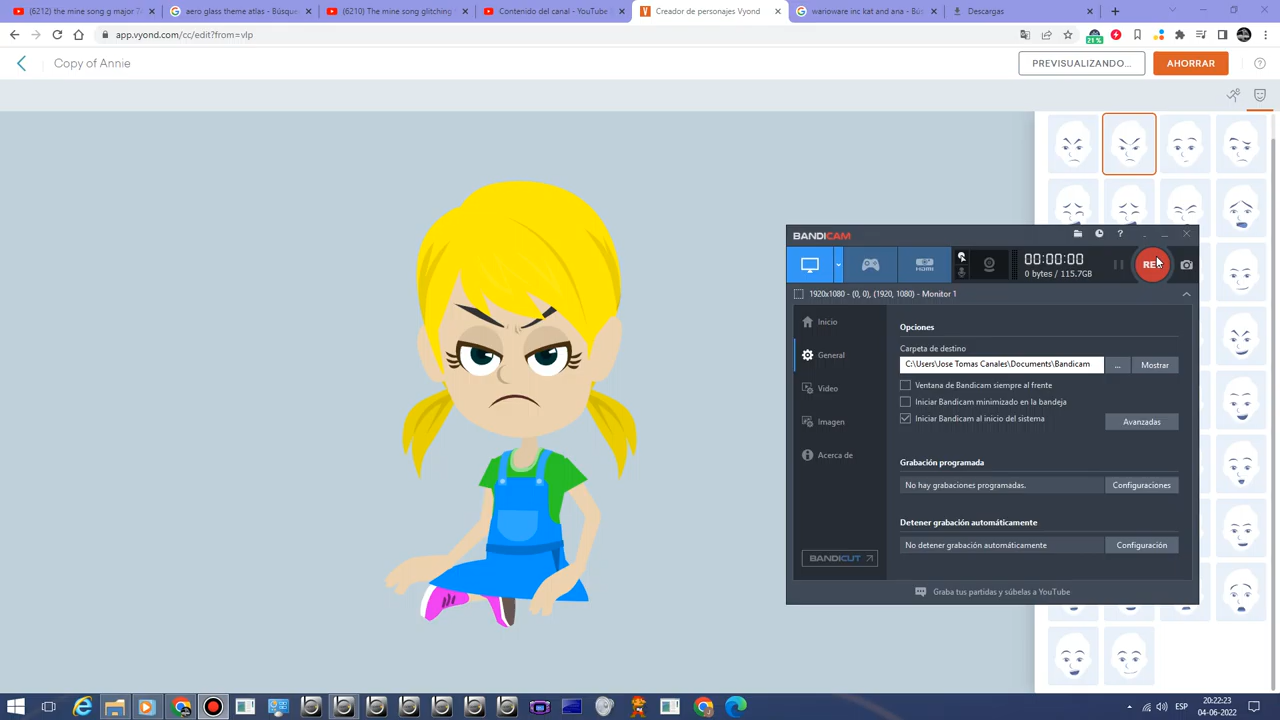 (6212) the mine song g major 74
aero glass theme atlas - Búsque
(6210) The mine song glitching
Contenido del canal - YouTube
Creador de personajes Vyond
warioware inc kat and ana - Bús
Descargas
app.vyond.com/cc/edit?from=vlp
21 %
Copy of Annie
PREVISUALIZANDO...
AHORRAR
BANDICAM
HDMI
00:00:00
0 bytes / 115.7GB
REC
1920x1080 - (0, 0), (1920, 1080) - Monitor 1
Inicio
General
Video
Imagen
Acerca de
BANDICUT
Opciones
Carpeta de destino
C:\Users\Jose Tomas Canales\Documents\Bandicam
...
Mostrar
Ventana de Bandicam siempre al frente
Iniciar Bandicam minimizado en la bandeja
Iniciar Bandicam al inicio del sistema
Avanzadas
Grabación programada
No hay grabaciones programadas.
Configuraciones
Detener grabación automáticamente
No detener grabación automáticamente
Configuración
Graba tus partidas y súbelas a YouTube
ESP
20:22:23
04-06-2022